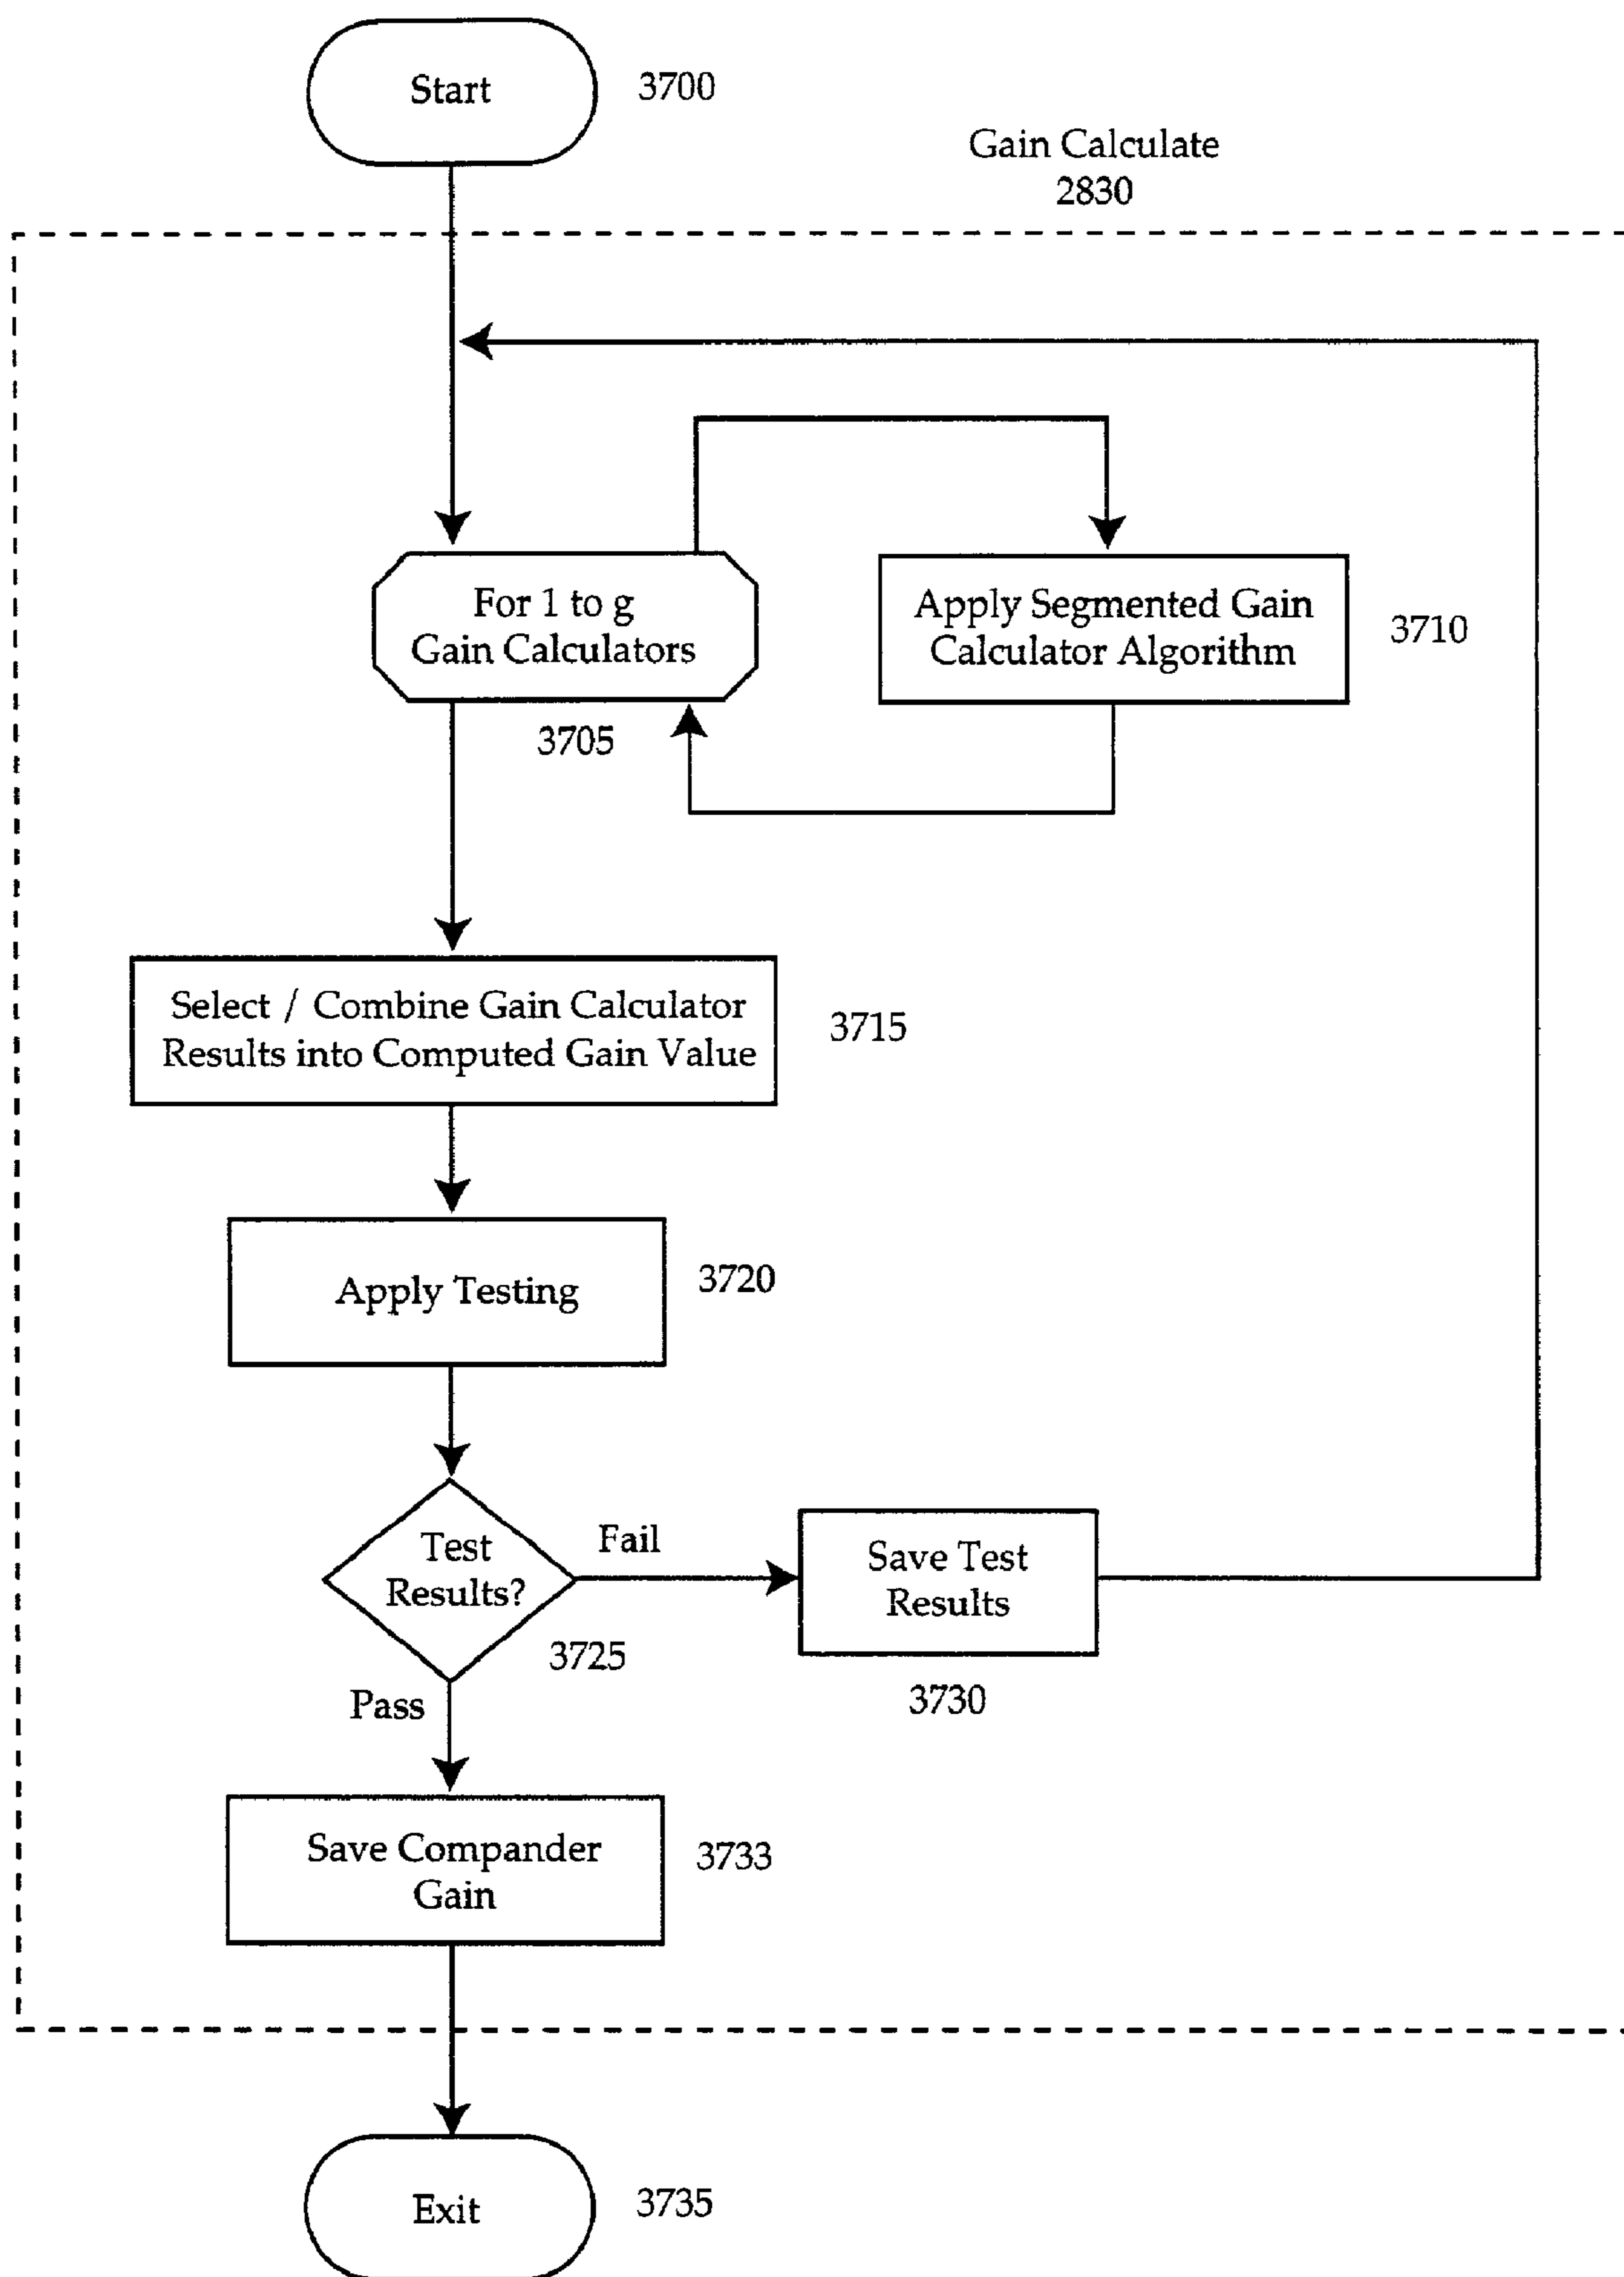 Start
3700
Gain Calculate
2830
For 1 to g
Gain Calculators
3705
Apply Segmented Gain
Calculator Algorithm
3710
Select / Combine Gain Calculator
Results into Computed Gain Value
3715
Apply Testing
3720
Test
Results?
3725
Fail
Save Test
Results
3730
Pass
Save Compander
Gain
3733
Exit
3735